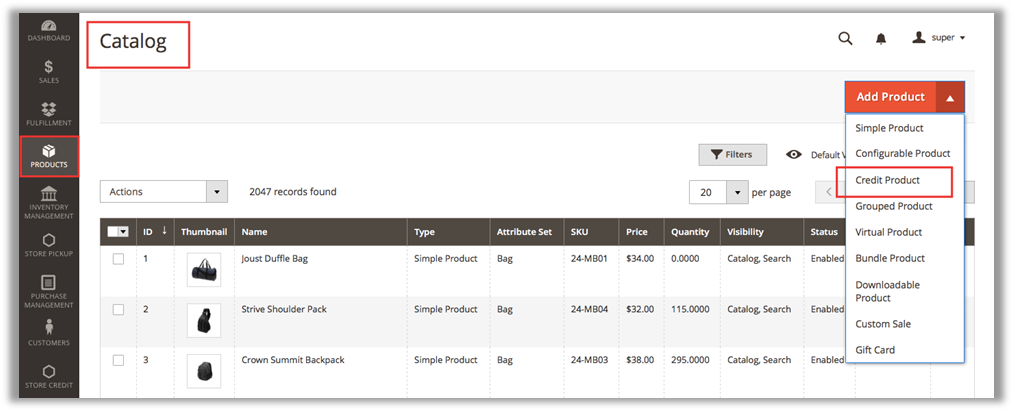 DASHBOARD
SALES
FULFILLMENT
PRODUCTS
INVENTORY
MANAGEMENT
STORE PICKUP
PURCHASE
MANAGEMENT
CUSTOMERS
STORE CREDIT
Catalog
super
Add Product
Simple Product
Configurable Product
Credit Product
Grouped Product
Virtual Product
Bundle Product
Downloadable
Product
Custom Sale
Gift Card
Filters
Default
Actions
2047 records found
20
per page
ID ↓ Thumbnail Name Type Attribute Set SKU Price Quantity Visibility Status
1 Joust Duffle Bag Simple Product Bag 24-MB01 $34.00 0.0000 Catalog, Search Enabled
2 Strive Shoulder Pack Simple Product Bag 24-MB04 $32.00 115.0000 Catalog, Search Enabled
3 Crown Summit Backpack Simple Product Bag 24-MB03 $38.00 295.0000 Catalog, Search Enabled